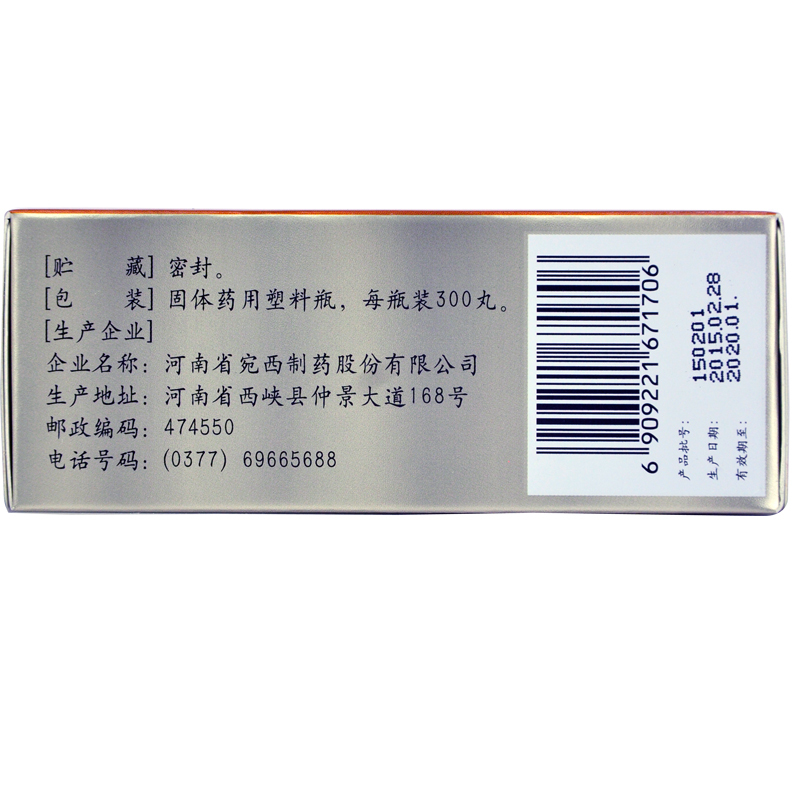 [贮 藏] 密封。
[包 装] 固体药用塑料瓶，每瓶装300丸。
[生产企业]
企业名称：河南省宛西制药股份有限公司
生产地址：河南省西峡县仲景大道168号
邮政编码：474550
电话号码：(0377) 69665688
6 909221 671706
产品批号：150201
生产日期：2015.02.28
有效期至：2020.01.